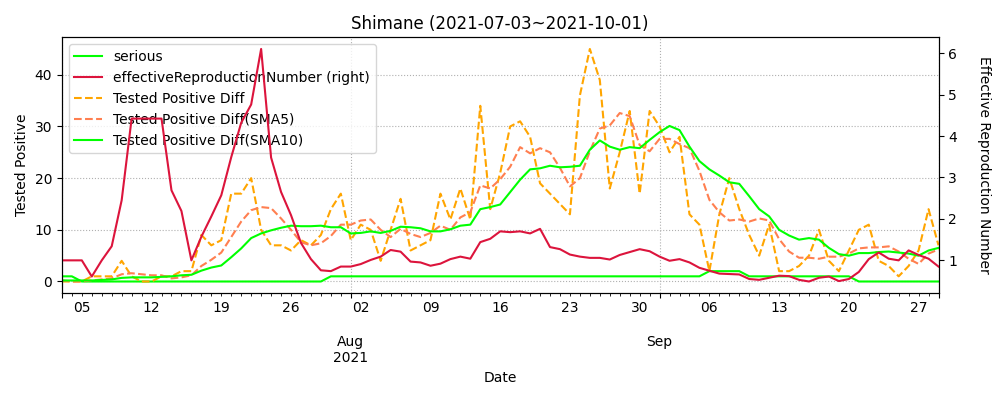 Shimane (2021-07-03~2021-10-01)
serious
effectiveReproductionNumber (right)
Tested Positive Diff
Tested Positive Diff(SMA5)
Tested Positive Diff(SMA10)
Tested Positive
40
30
20
10
0
Effective Reproduction Number
6
5
4
3
2
1
05 12 19 26 02 09 16 23 30 06 13 20 27
Aug Sep
2021
Date